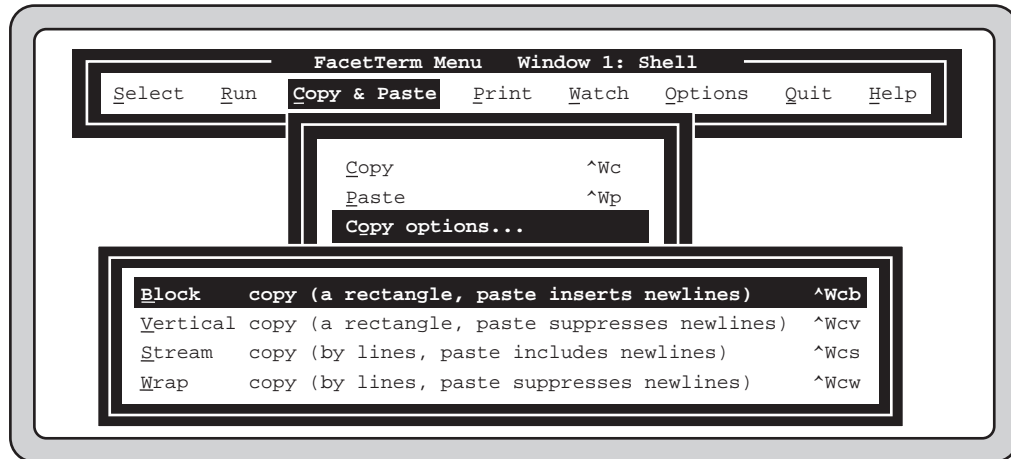 FacetTerm Menu Window 1: Shell
Select Run Copy & Paste Print Watch Options Quit Help
Copy ^Wc
Paste ^Wp
Copy options...
Block copy (a rectangle, paste inserts newlines) ^Wcb
Vertical copy (a rectangle, paste suppresses newlines) ^Wcv
Stream copy (by lines, paste includes newlines) ^Wcs
Wrap copy (by lines, paste suppresses newlines) ^Wcw